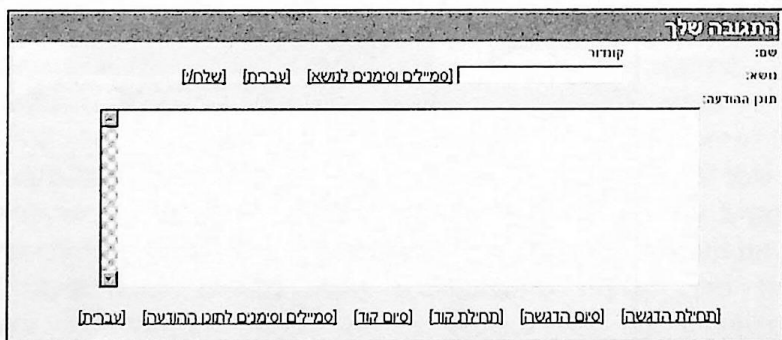 התגובה שלך
שם: קונדור
נושא: [סמיילים וסימנים לנושא] [עברית] [שלח/י]
תוכן ההודעה:
[תחילת הדגשה] [סיום הדגשה] [תחילת קוד] [סיום קוד] [סמיילים וסימנים לתוכן ההודעה] [עברית]